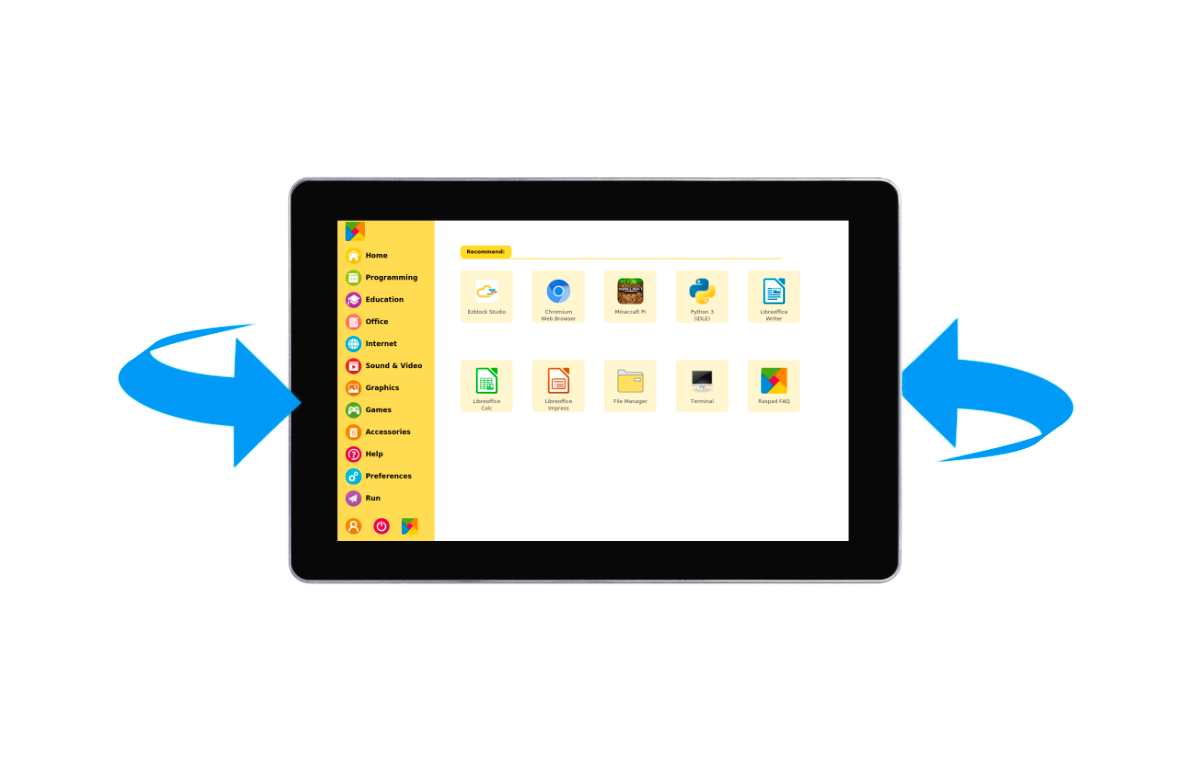 Home
Programming
Education
Office
Internet
Sound & Video
Graphics
Games
Accessories
Help
Preferences
Run
Recommend:
Ezblock Studio
Chromium
Web Browser
Minecraft Pi
Python 3
(IDLE)
Libreoffice
Writer
Libreoffice
Calc
Libreoffice
Impress
File Manager
Terminal
Raspad FAQ